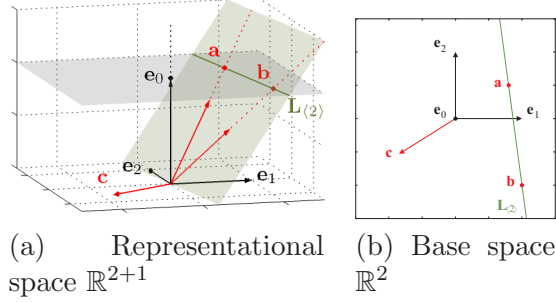 a
b
e₀
L⟨2⟩
e₂
e₁
c
(a) Representational space ℝ²⁺¹
e₂
a
e₀
e₁
c
b
L⟨2⟩
(b) Base space ℝ²